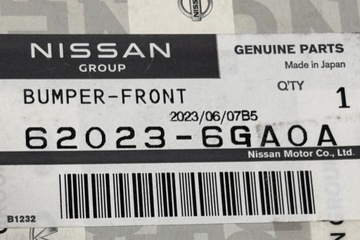 NISSAN
GROUP
GENUINE PARTS
Made in Japan
Q'TY
1
BUMPER-FRONT
2023/06/07B5
62023-6GA0A
Nissan Motor Co., Ltd.
B1232